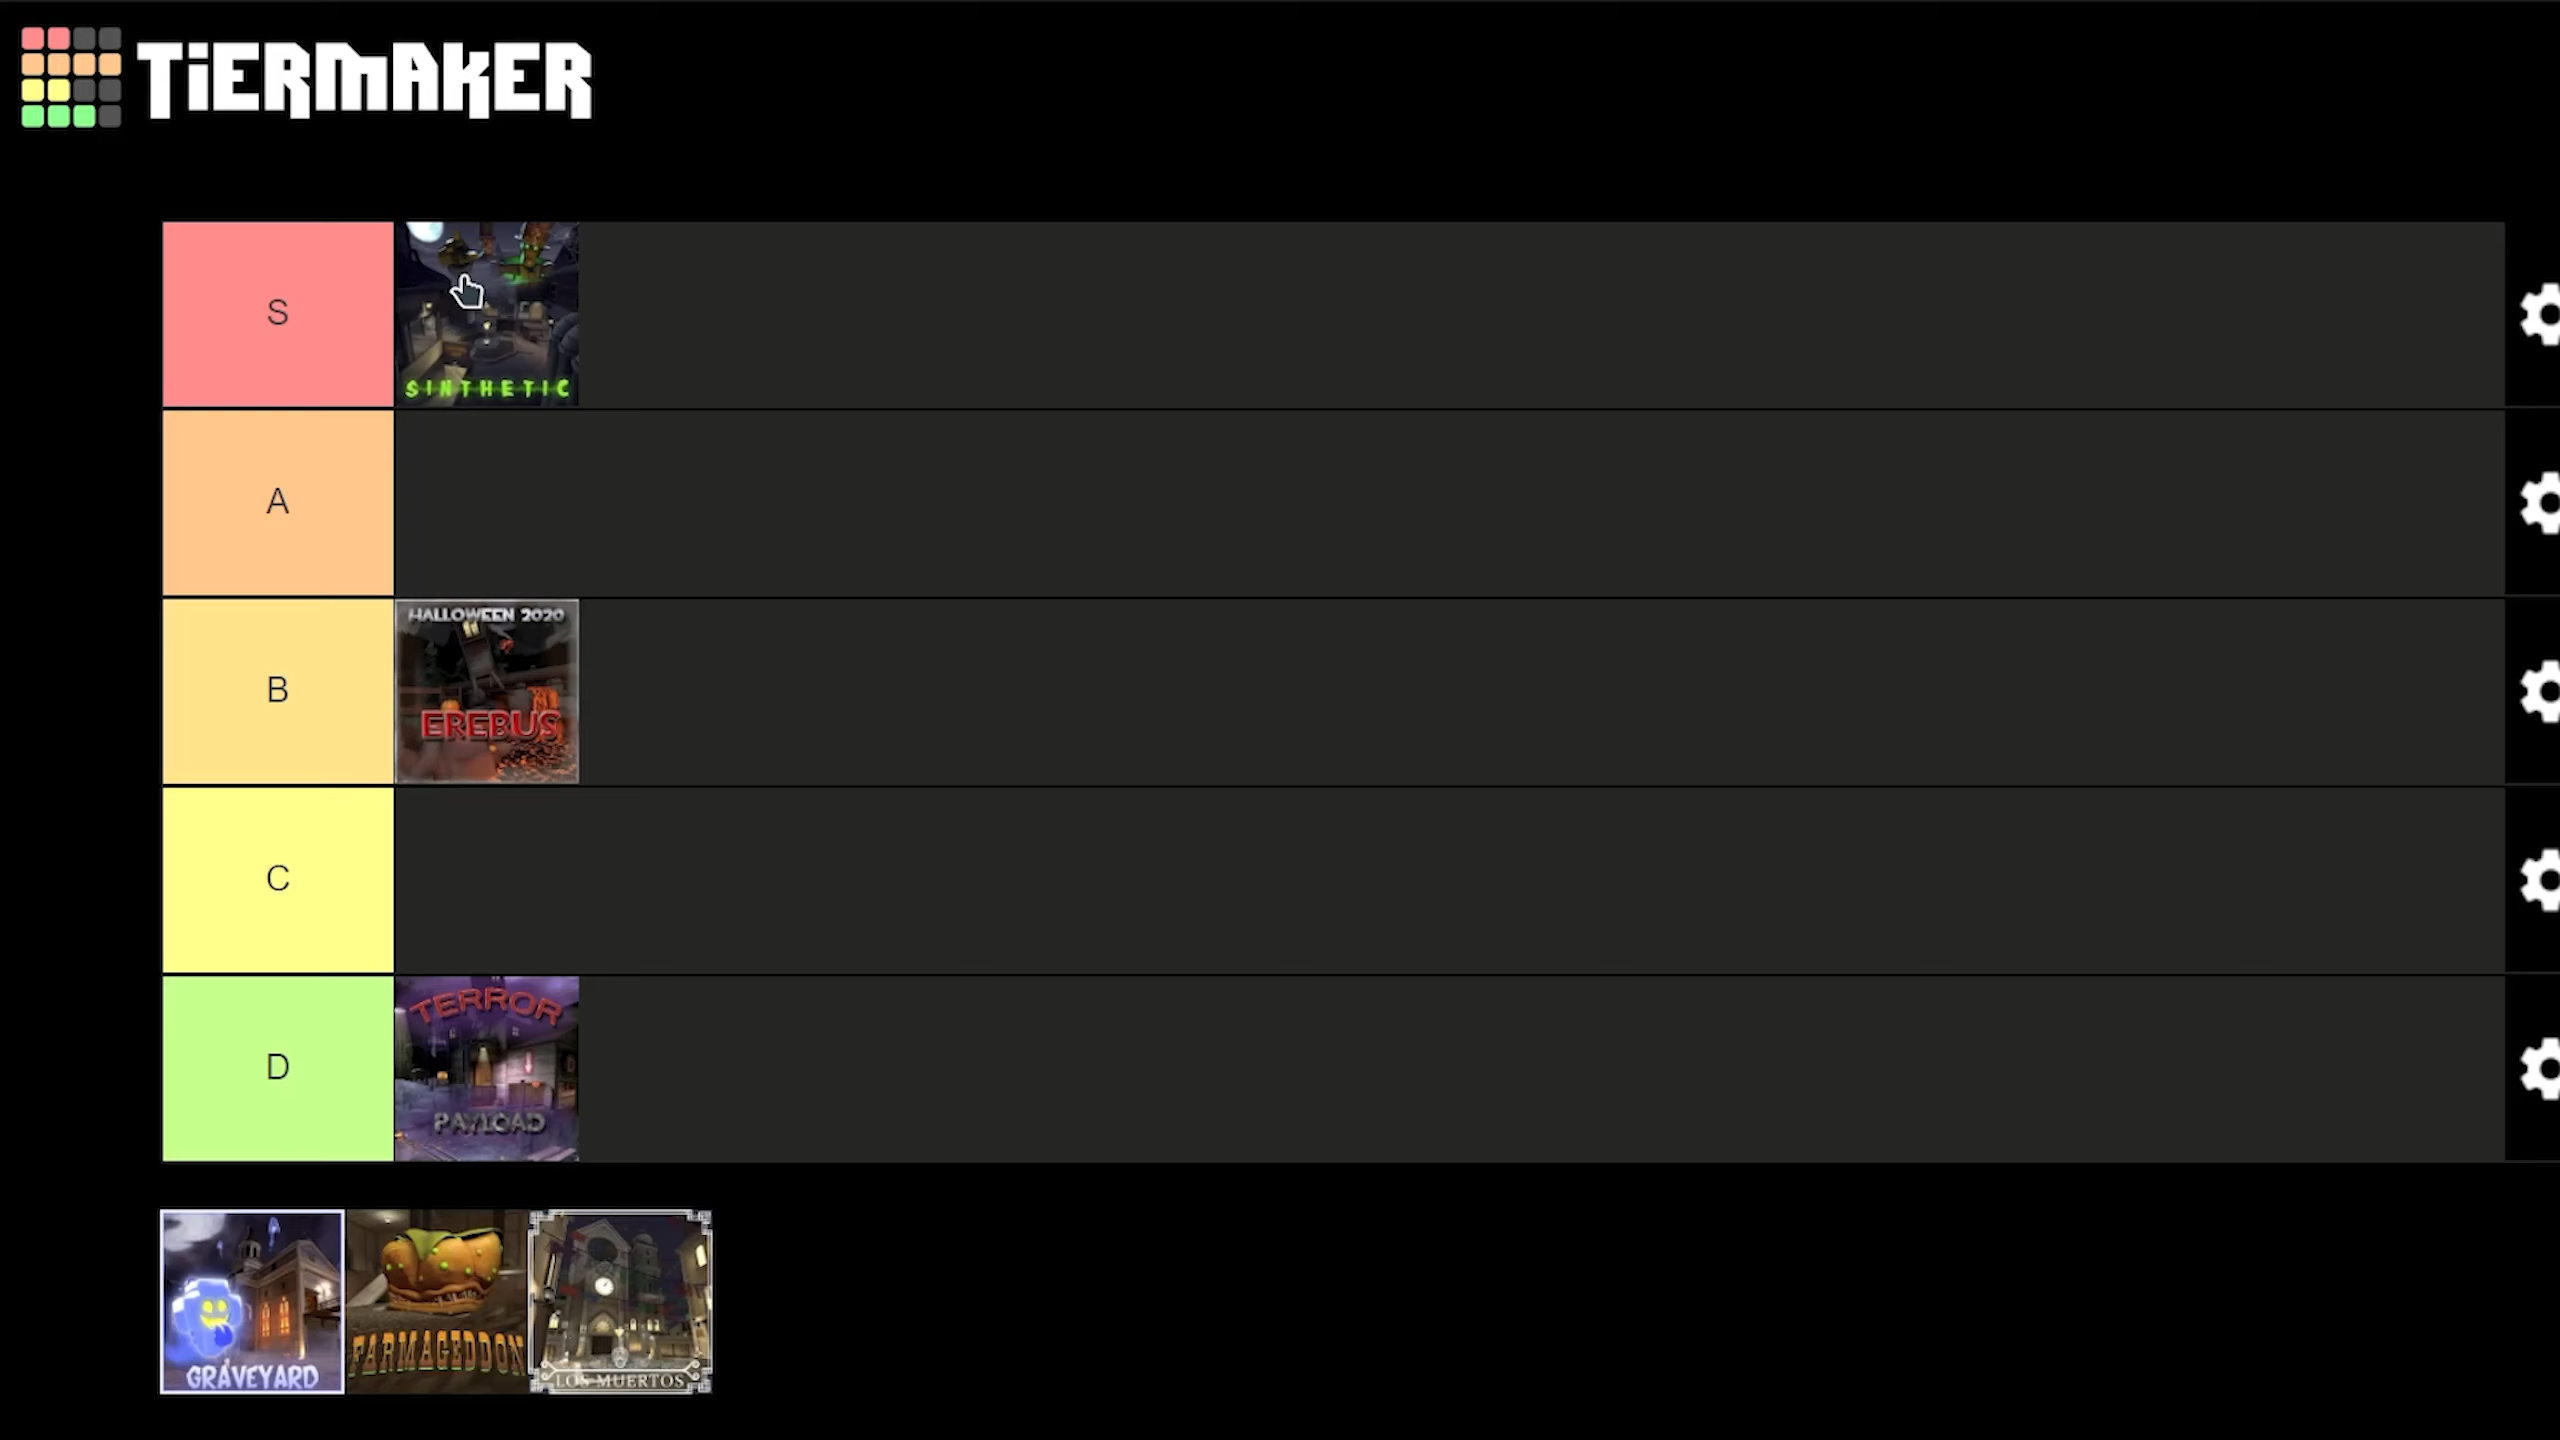 TiERMAKER
S
SINTHETIC
A
B
HALLOWEEN 2020
EREBUS
C
D
TERROR
PAYLOAD
GRAVEYARD
FARMAGEDDON
LOS MUERTOS